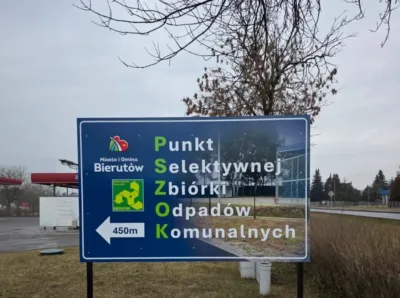 Miasto i Gmina
Bierutów
Punkt
Selektywnej
Zbiórki
Odpadów
Komunalnych
450m